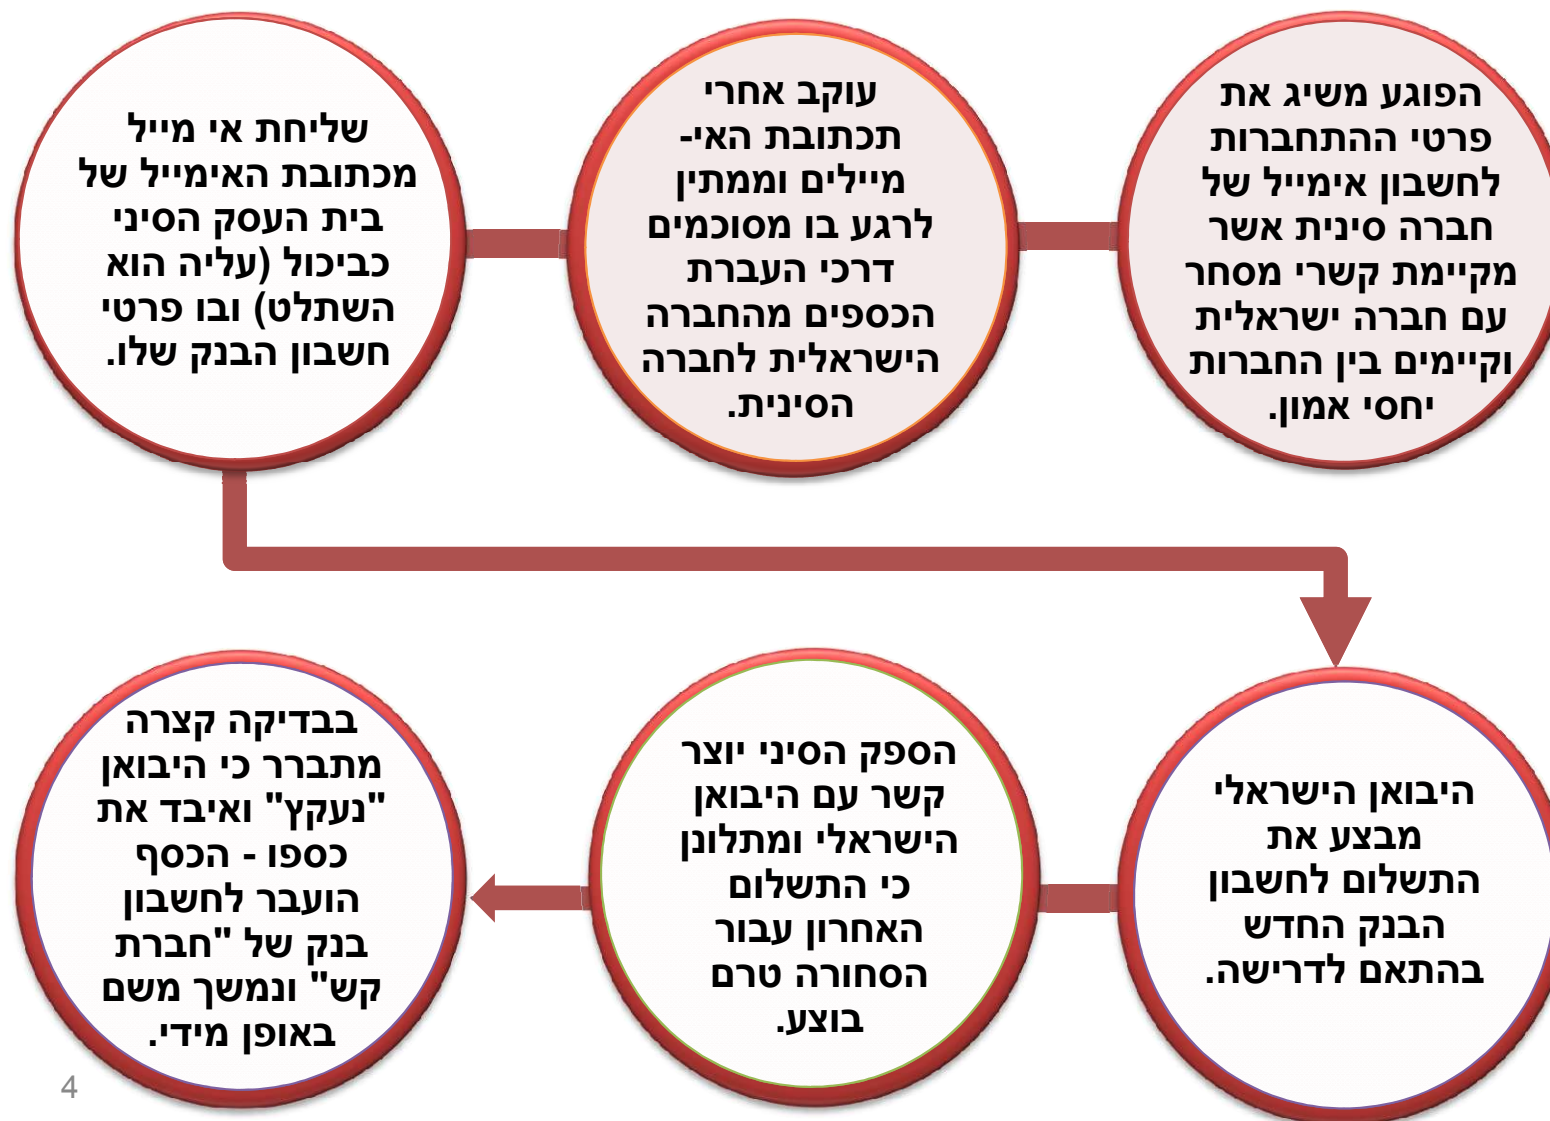 הפוגע משיג את
פרטי ההתחברות
לחשבון אימייל של
חברה סינית אשר
מקיימת קשרי מסחר
עם חברה ישראלית
וקיימים בין החברות
יחסי אמון.
עוקב אחרי
תכתובת האי-
מיילים וממתין
לרגע בו מסוכמים
דרכי העברת
הכספים מהחברה
הישראלית לחברה
הסינית.
שליחת אי מייל
מכתובת האימייל של
בית העסק הסיני
כביכול (עליה הוא
השתלט) ובו פרטי
חשבון הבנק שלו.
היבואן הישראלי
מבצע את
התשלום לחשבון
הבנק החדש
בהתאם לדרישה.
הספק הסיני יוצר
קשר עם היבואן
הישראלי ומתלונן
כי התשלום
האחרון עבור
הסחורה טרם
בוצע.
בבדיקה קצרה
מתברר כי היבואן
"נעקץ" ואיבד את
כספו - הכסף
הועבר לחשבון
בנק של "חברת
קש" ונמשך משם
באופן מידי.
4